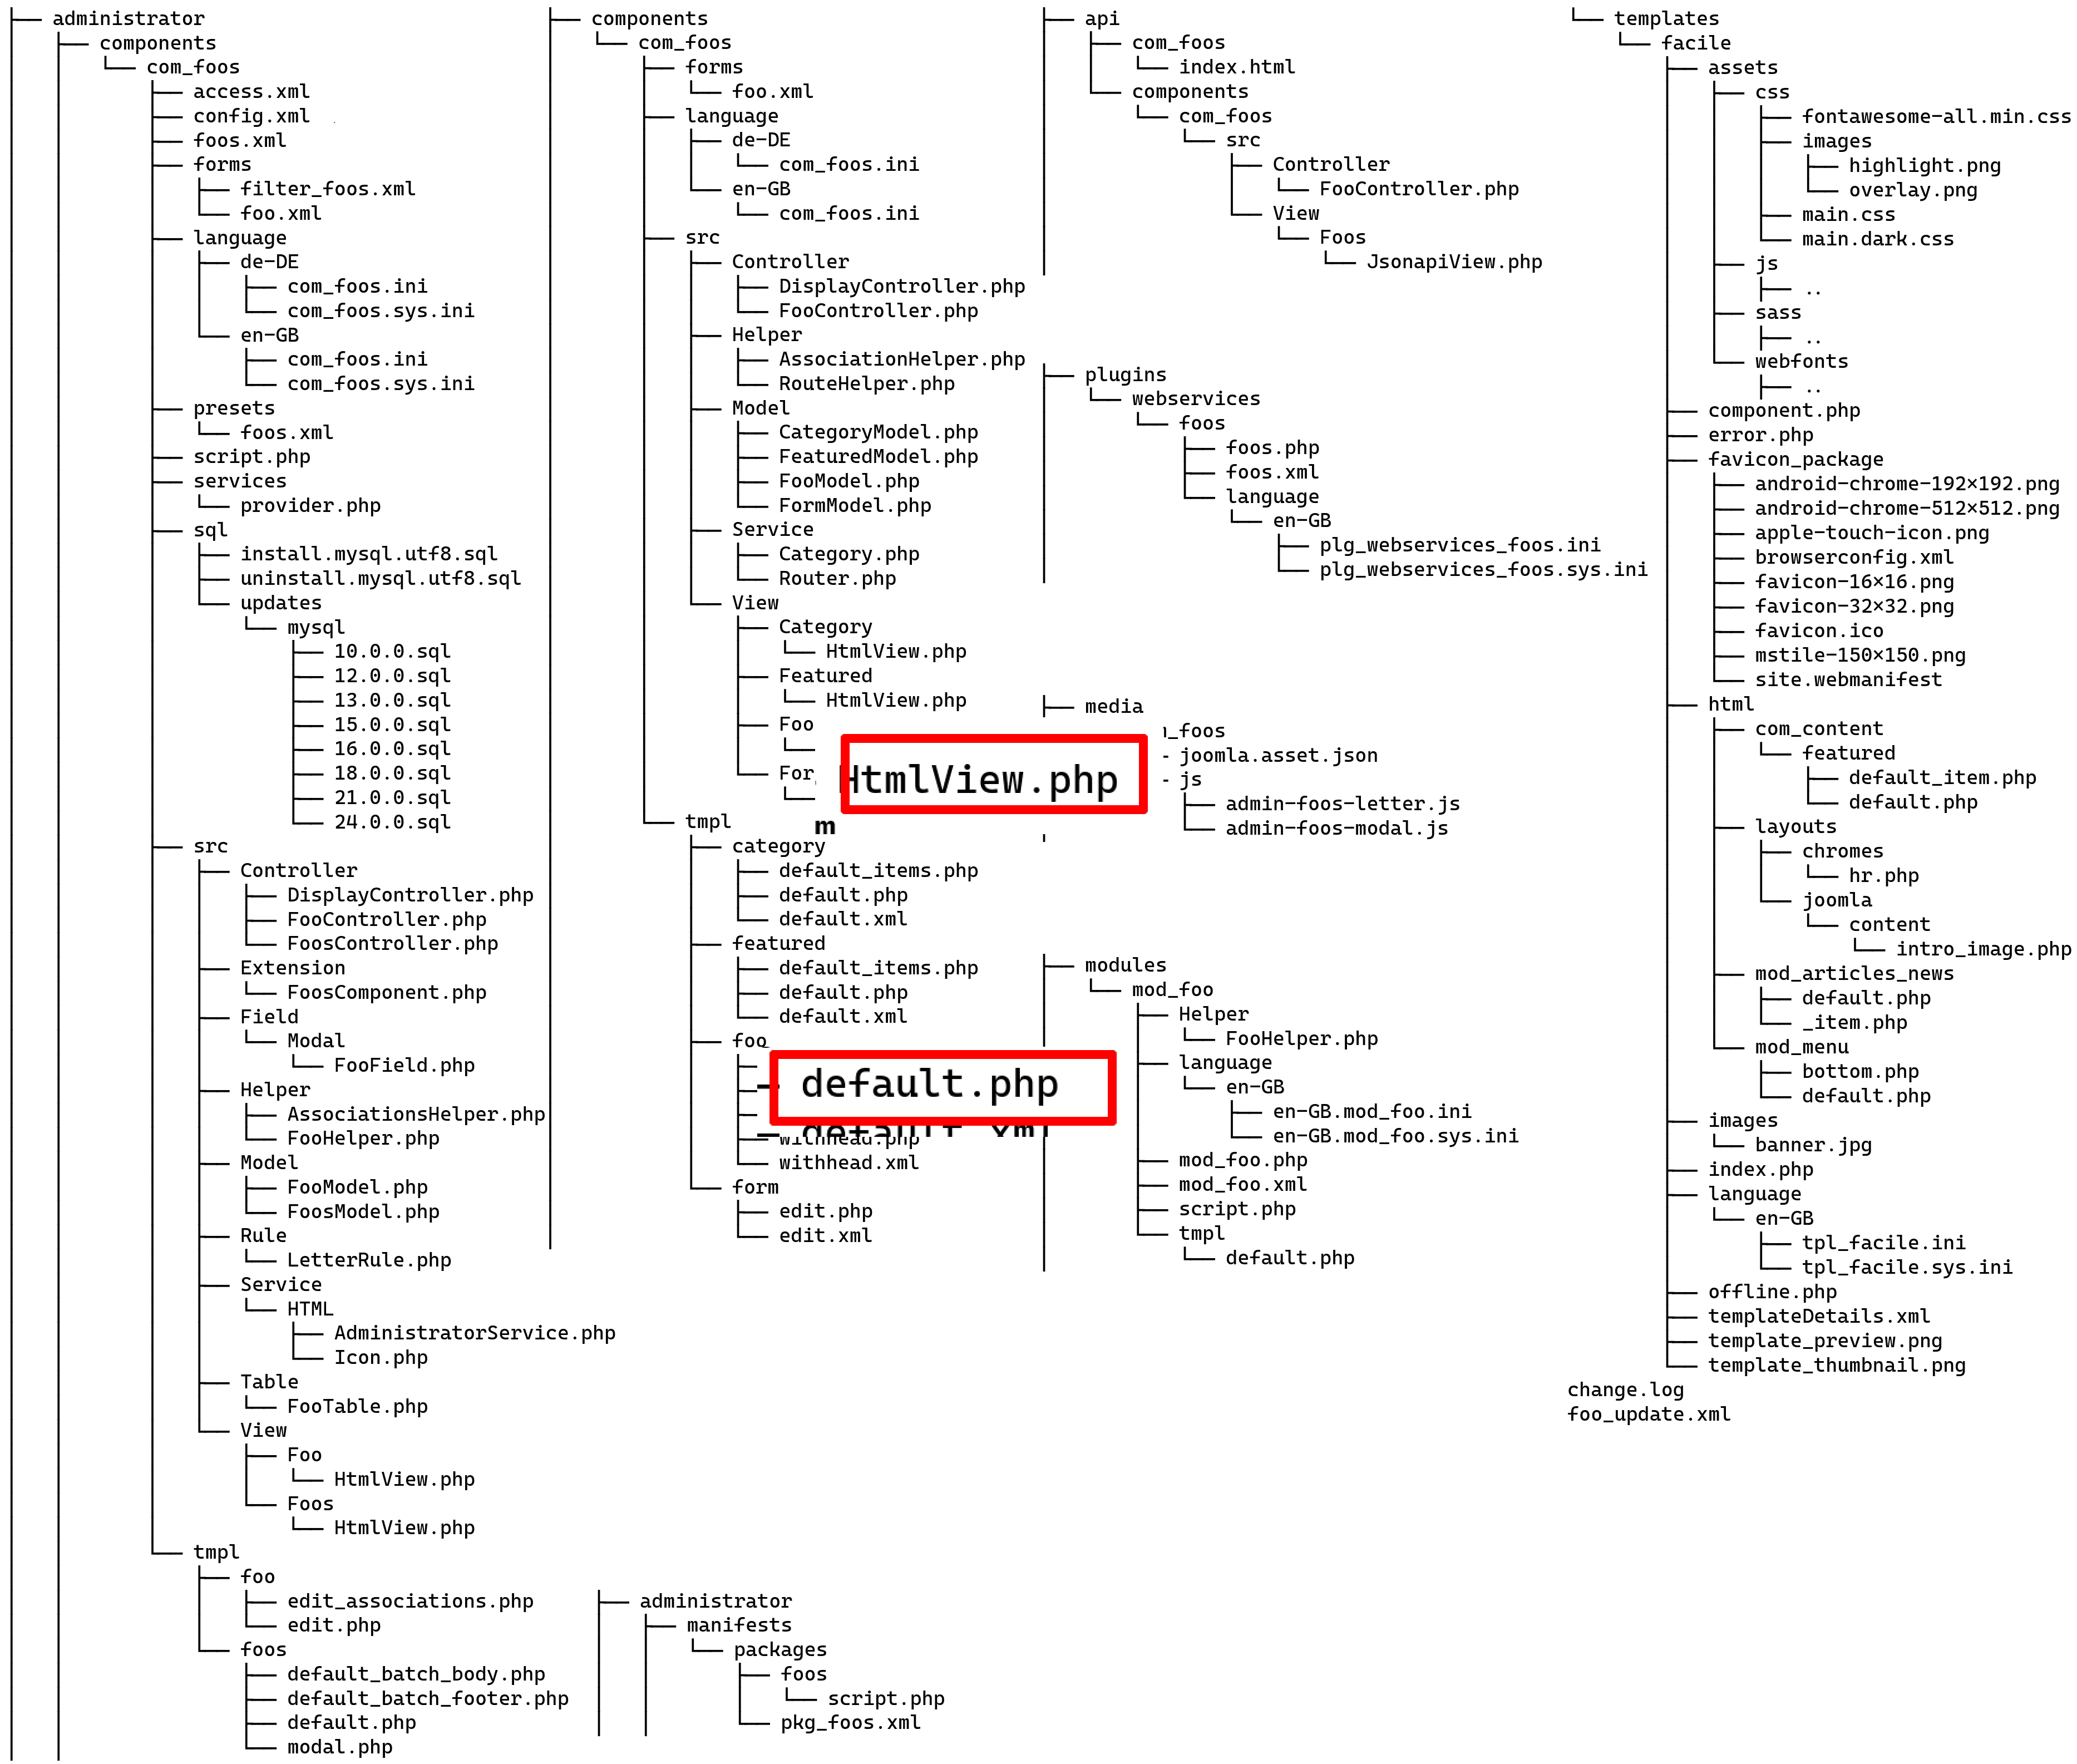 administrator
components
com_foos
access.xml
config.xml
foos.xml
forms
filter_foos.xml
foo.xml
language
de-DE
com_foos.ini
com_foos.sys.ini
en-GB
com_foos.ini
com_foos.sys.ini
presets
foos.xml
script.php
services
provider.php
sql
install.mysql.utf8.sql
uninstall.mysql.utf8.sql
updates
mysql
10.0.0.sql
12.0.0.sql
13.0.0.sql
15.0.0.sql
16.0.0.sql
18.0.0.sql
21.0.0.sql
24.0.0.sql
src
Controller
DisplayController.php
FooController.php
FoosController.php
Extension
FoosComponent.php
Field
Modal
FooField.php
Helper
AssociationsHelper.php
FooHelper.php
Model
FooModel.php
FoosModel.php
Rule
LetterRule.php
Service
HTML
AdministratorService.php
Icon.php
Table
FooTable.php
View
Foo
HtmlView.php
Foos
HtmlView.php
tmpl
foo
edit_associations.php
edit.php
foos
default_batch_body.php
default_batch_footer.php
default.php
modal.php
components
com_foos
forms
foo.xml
language
de-DE
com_foos.ini
en-GB
com_foos.ini
src
Controller
DisplayController.php
FooController.php
Helper
AssociationHelper.php
RouteHelper.php
Model
CategoryModel.php
FeaturedModel.php
FooModel.php
FormModel.php
Service
Category.php
Router.php
View
Category
HtmlView.php
Featured
HtmlView.php
Foo
HtmlView.php
For
m
tmpl
category
default_items.php
default.php
default.xml
featured
default_items.php
default.php
default.xml
foo
default.php
default.xml
withhead.php
withhead.xml
form
edit.php
edit.xml
administrator
manifests
packages
foos
script.php
pkg_foos.xml
api
com_foos
index.html
components
com_foos
src
Controller
FooController.php
View
Foos
JsonapiView.php
plugins
webservices
foos
foos.php
foos.xml
language
en-GB
plg_webservices_foos.ini
plg_webservices_foos.sys.ini
media
_foos
joomla.asset.json
js
admin-foos-letter.js
admin-foos-modal.js
modules
mod_foo
Helper
FooHelper.php
language
en-GB
en-GB.mod_foo.ini
en-GB.mod_foo.sys.ini
mod_foo.php
mod_foo.xml
script.php
tmpl
default.php
templates
facile
assets
css
fontawesome-all.min.css
images
highlight.png
overlay.png
main.css
main.dark.css
js
..
sass
..
webfonts
..
component.php
error.php
favicon_package
android-chrome-192×192.png
android-chrome-512×512.png
apple-touch-icon.png
browserconfig.xml
favicon-16×16.png
favicon-32×32.png
favicon.ico
mstile-150×150.png
site.webmanifest
html
com_content
featured
default_item.php
default.php
layouts
chromes
hr.php
joomla
content
intro_image.php
mod_articles_news
default.php
_item.php
mod_menu
bottom.php
default.php
images
banner.jpg
index.php
language
en-GB
tpl_facile.ini
tpl_facile.sys.ini
offline.php
templateDetails.xml
template_preview.png
template_thumbnail.png
change.log
foo_update.xml